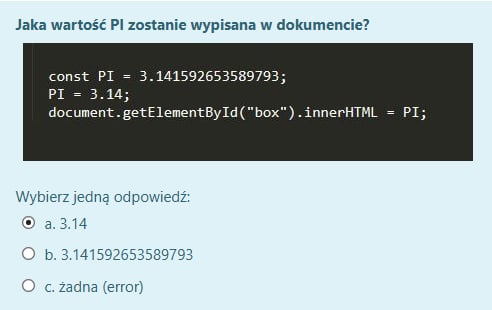 Jaka wartość PI zostanie wypisana w dokumencie?
const PI = 3.141592653589793;
PI = 3.14;
document.getElementById("box").innerHTML = PI;
Wybierz jedną odpowiedź:
a. 3.14
b. 3.141592653589793
c. żadna (error)